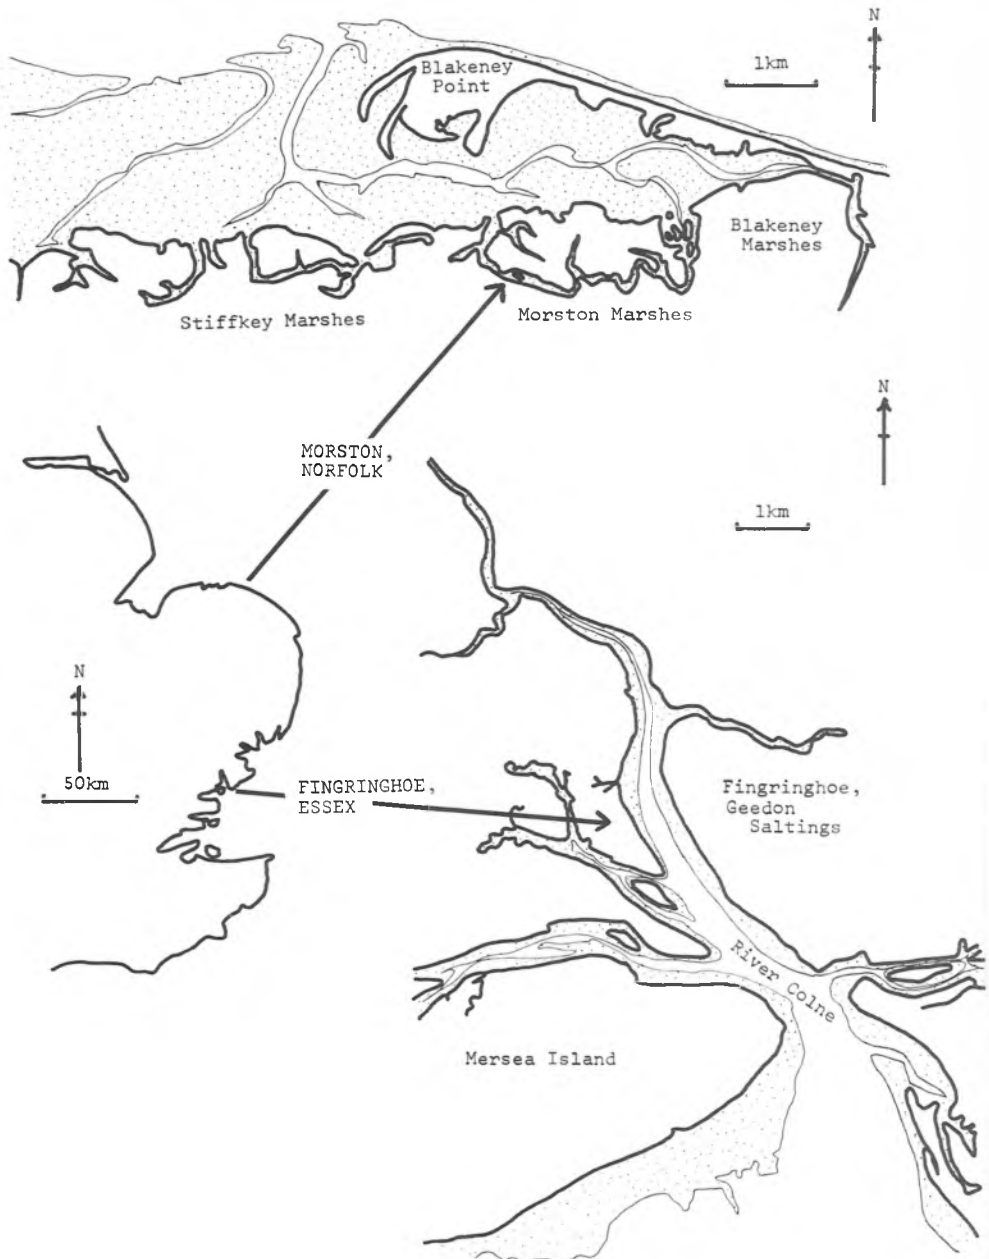 N
1km
Blakeney
Point
Blakeney
Marshes
Stiffkey Marshes
Morston Marshes
N
MORSTON,
NORFOLK
1km
N
50km
FINGRINGHOE,
ESSEX
Fingringhoe,
Geedon
Saltings
River Colne
Mersea Island